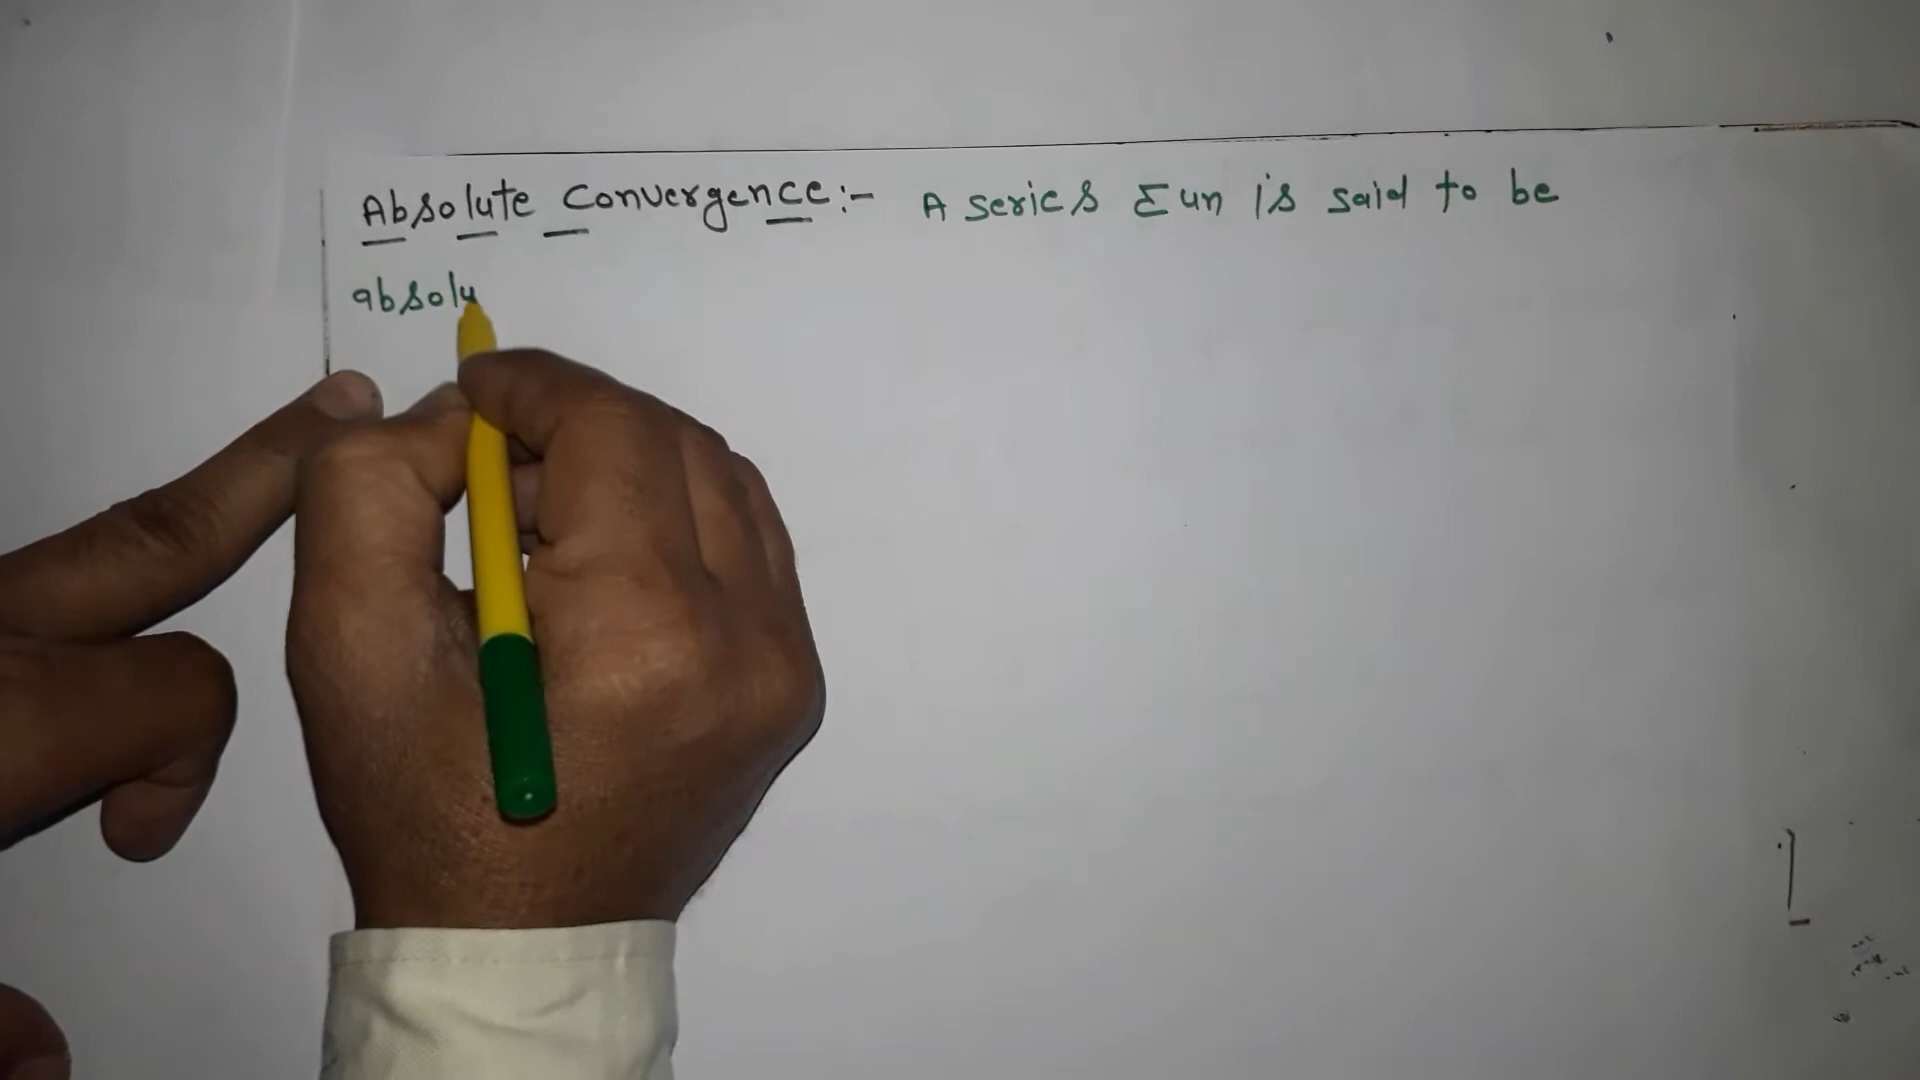 Absolute Convergence:- A series Σun is said to be
absolu